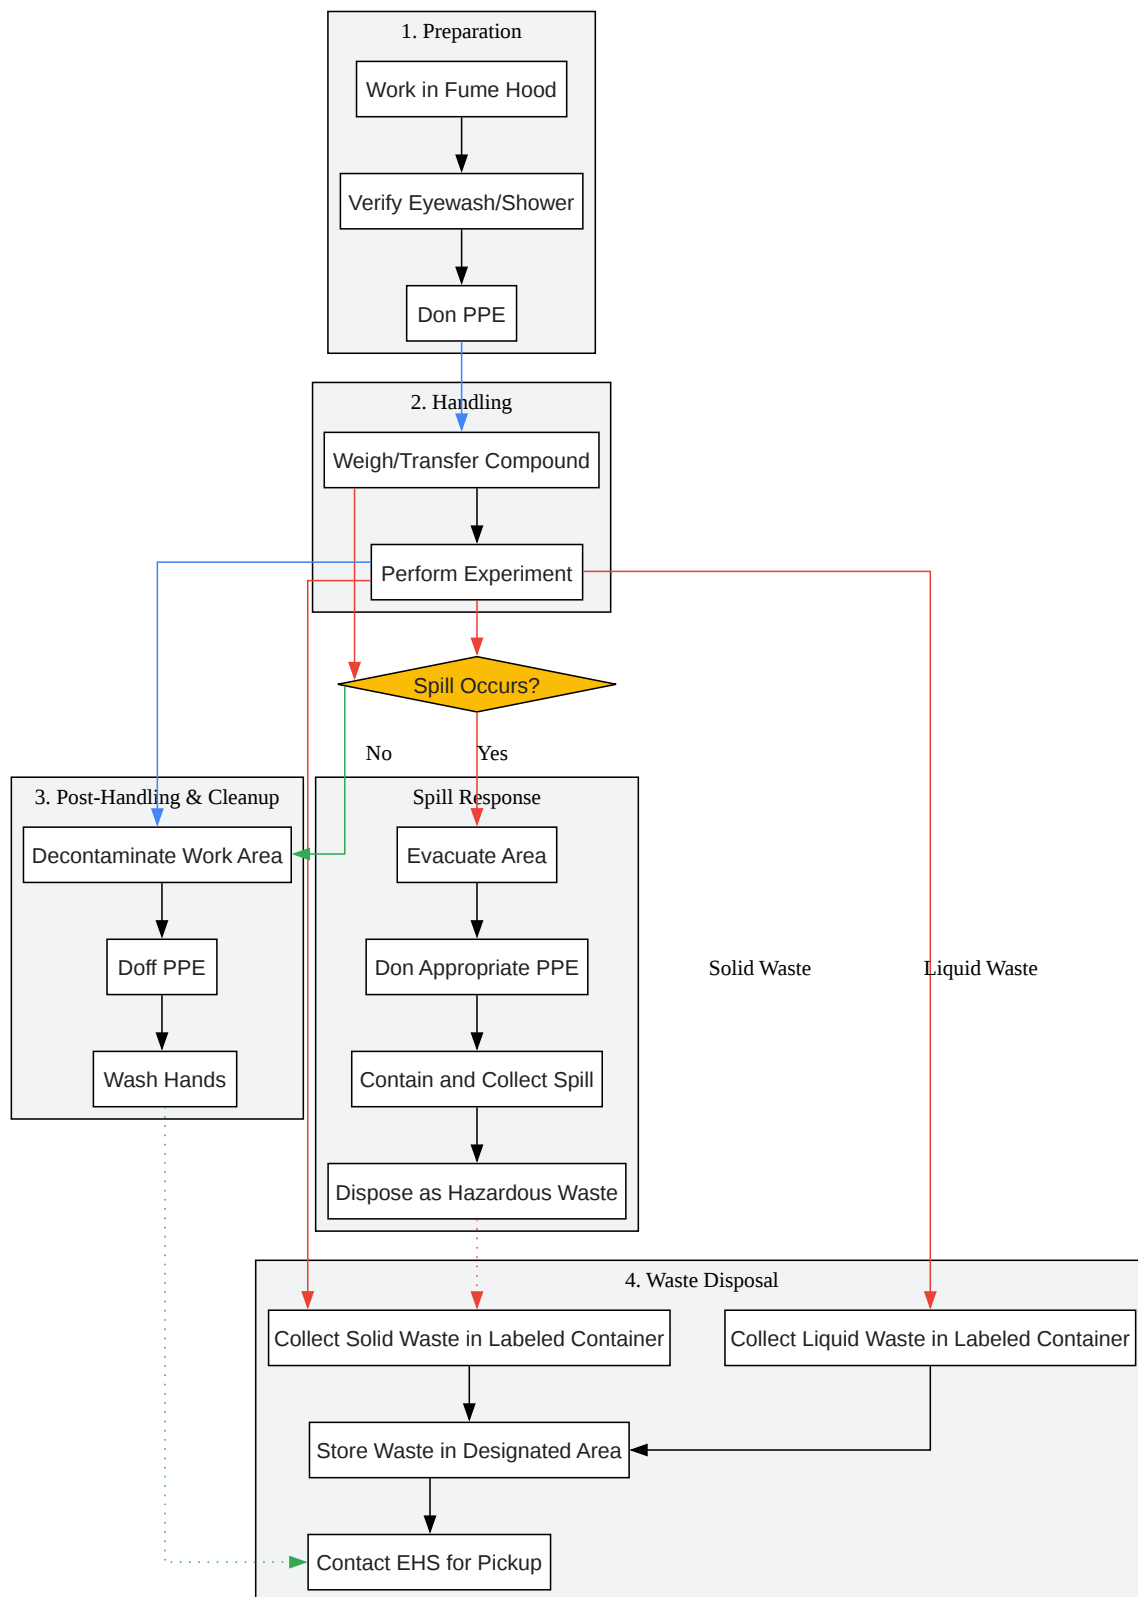 1. Preparation
Work in Fume Hood
Verify Eyewash/Shower
Don PPE
2. Handling
Weigh/Transfer Compound
Perform Experiment
Spill Occurs?
No
Yes
3. Post-Handling & Cleanup
Decontaminate Work Area
Doff PPE
Wash Hands
Spill Response
Evacuate Area
Don Appropriate PPE
Contain and Collect Spill
Dispose as Hazardous Waste
Solid Waste
Liquid Waste
4. Waste Disposal
Collect Solid Waste in Labeled Container
Collect Liquid Waste in Labeled Container
Store Waste in Designated Area
Contact EHS for Pickup